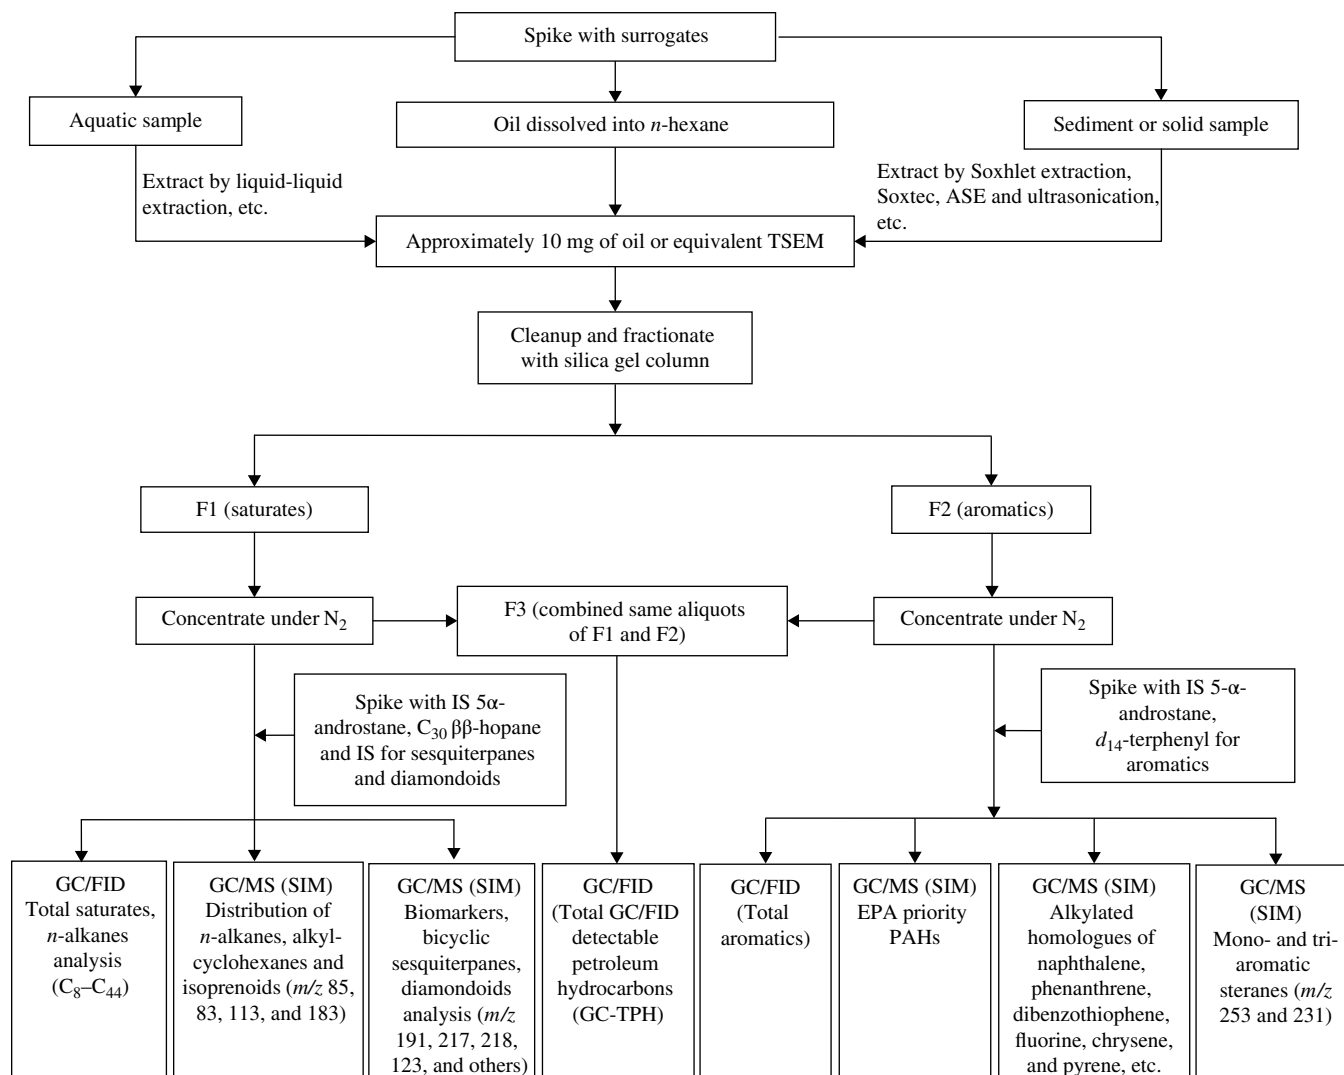 Spike with surrogates
Aquatic sample
Oil dissolved into n-hexane
Sediment or solid sample
Extract by liquid-liquid
extraction, etc.
Extract by Soxhlet extraction,
Soxtec, ASE and ultrasonication,
etc.
Approximately 10 mg of oil or equivalent TSEM
Cleanup and fractionate
with silica gel column
F1 (saturates)
F2 (aromatics)
Concentrate under N₂
F3 (combined same aliquots
of F1 and F2)
Concentrate under N₂
Spike with IS 5α-
androstane, C₃₀ ββ-hopane
and IS for sesquiterpanes
and diamondoids
Spike with IS 5-α-
androstane,
d₁₄-terphenyl for
aromatics
GC/FID
Total saturates,
n-alkanes
analysis
(C₈–C₄₄)
GC/MS (SIM)
Distribution of
n-alkanes, alkyl-
cyclohexanes and
isoprenoids (m/z 85,
83, 113, and 183)
GC/MS (SIM)
Biomarkers,
bicyclic
sesquiterpanes,
diamondoids
analysis (m/z
191, 217, 218,
123, and others)
GC/FID
(Total GC/FID
detectable
petroleum
hydrocarbons
(GC-TPH)
GC/FID
(Total
aromatics)
GC/MS (SIM)
EPA priority
PAHs
GC/MS (SIM)
Alkylated
homologues of
naphthalene,
phenanthrene,
dibenzothiophene,
fluorine, chrysene,
and pyrene, etc.
GC/MS
(SIM)
Mono- and tri-
aromatic
steranes (m/z
253 and 231)